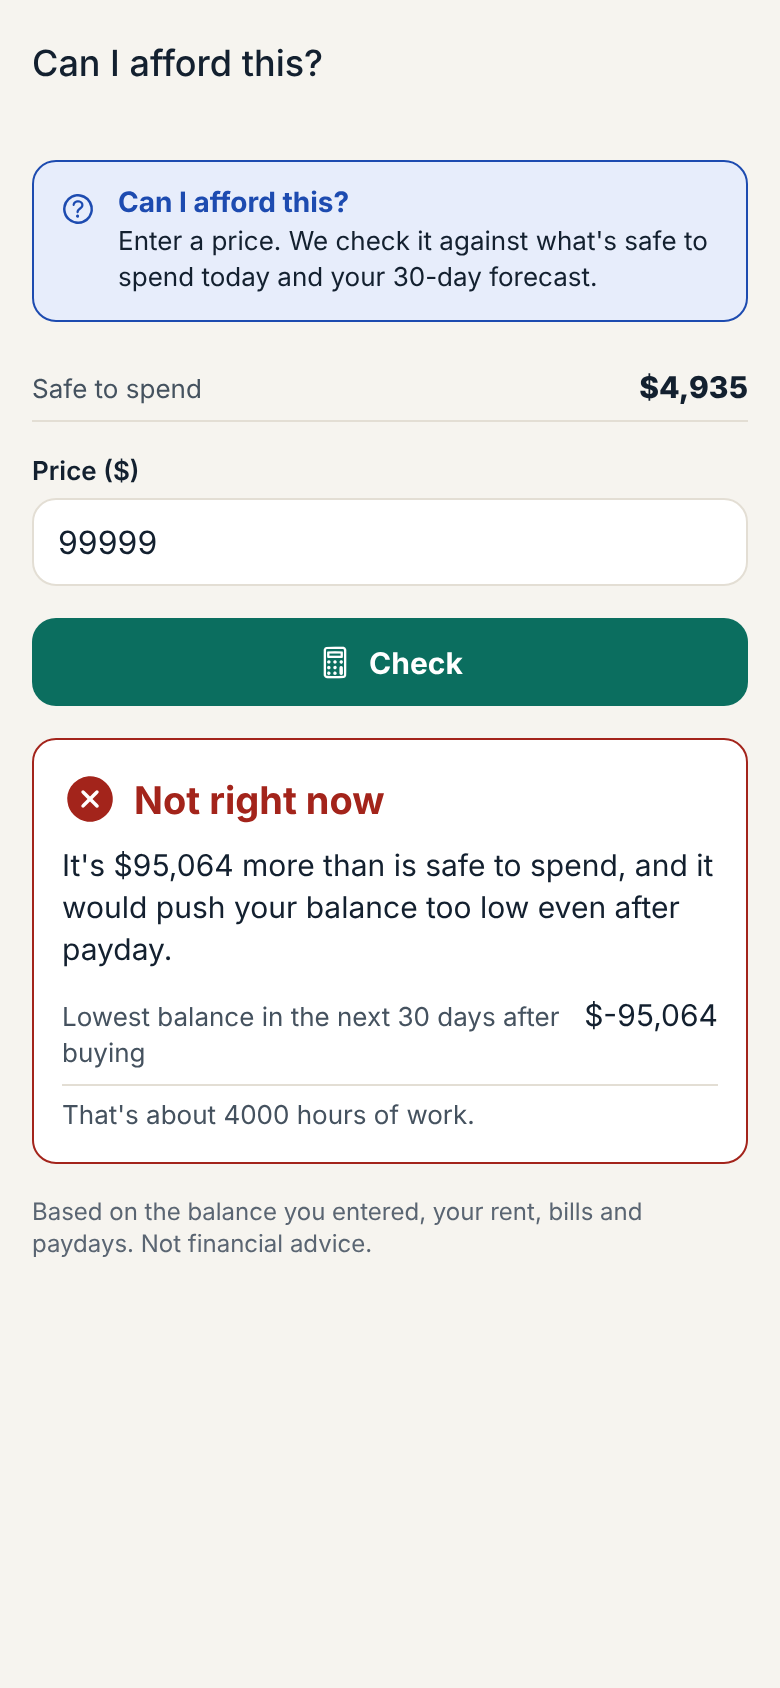 Can I afford this?
Can I afford this?
Enter a price. We check it against what's safe to
spend today and your 30-day forecast.
Safe to spend $4,935
Price ($)
99999
Check
Not right now
It's $95,064 more than is safe to spend, and it
would push your balance too low even after
payday.
Lowest balance in the next 30 days after $-95,064
buying
That's about 4000 hours of work.
Based on the balance you entered, your rent, bills and
paydays. Not financial advice.